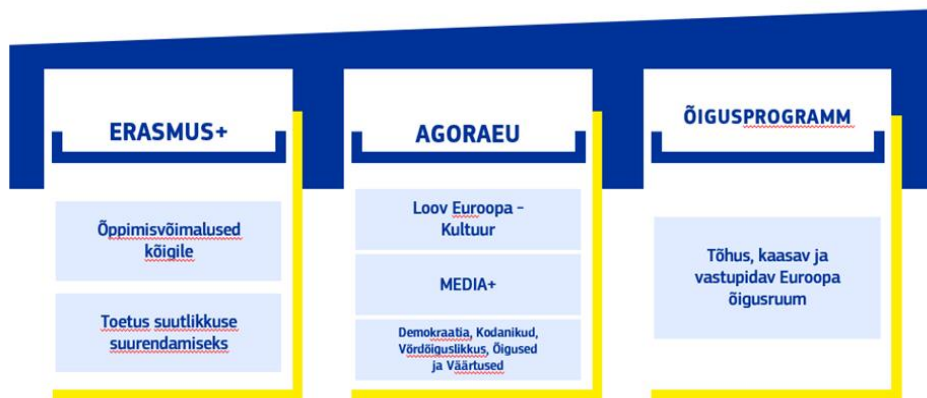 ERASMUS+
Õppimisvõimalused
kõigile
Toetus suutlikkuse
suurendamiseks
AGORAEU
Loov Euroopa -
Kultuur
MEDIA+
Demokraatia, Kodanikud,
Võrdõiguslikkus, Õigused
ja Väärtused
ÕIGUSPROGRAMM
Tõhus, kaasav ja
vastupidav Euroopa
õigusruum